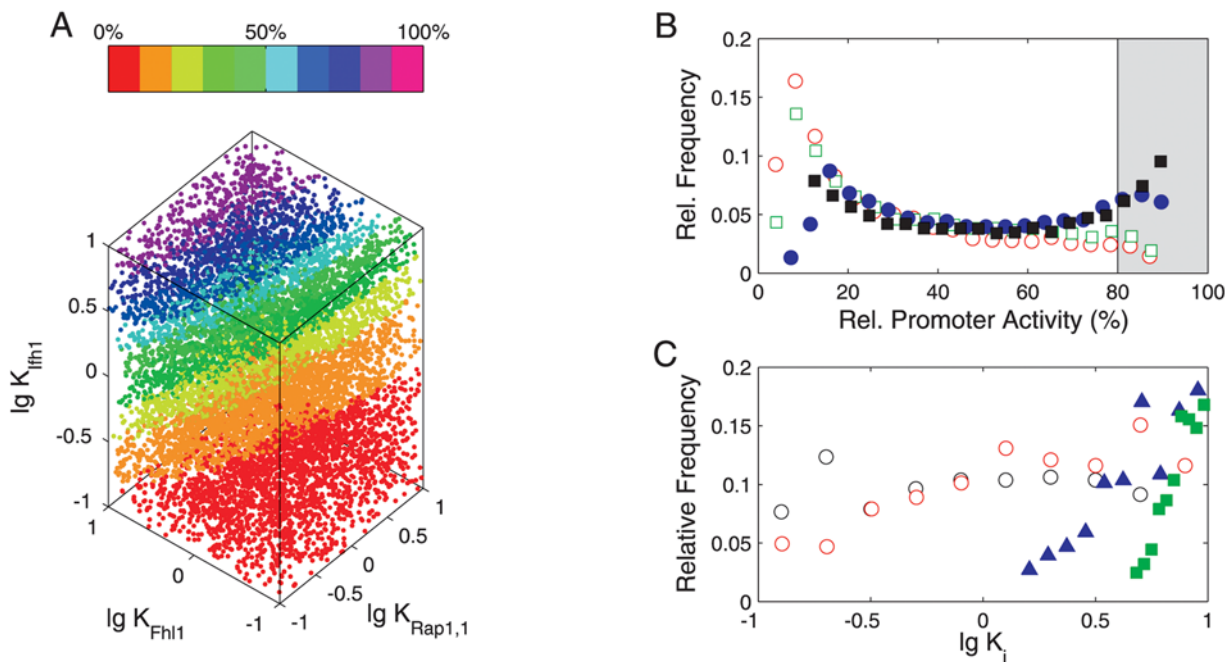 A
0% 50% 100%
lg K_Ifh1
1
0.5
0
-0.5
-1
1
0
-1
lg K_Fhl1
-1
-0.5
0
0.5
1
lg K_Rap1,1
B
Rel. Frequency
0.2
0.15
0.1
0.05
0
0 20 40 60 80 100
Rel. Promoter Activity (%)
C
Relative Frequency
0.2
0.15
0.1
0.05
0
-1 -0.5 0 0.5 1
lg K_i